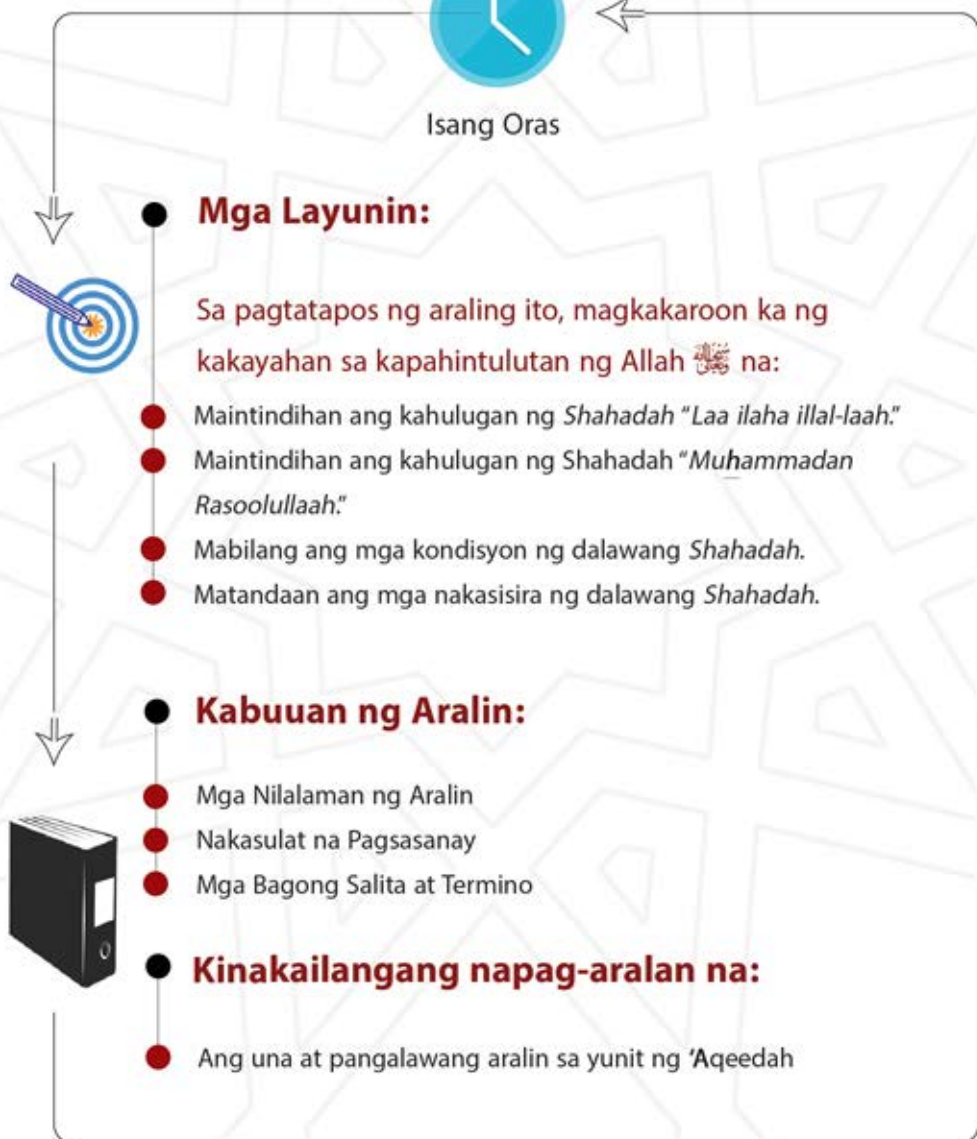 Isang Oras
Mga Layunin:
Sa pagtatapos ng araling ito, magkakaroon ka ng
kakayahan sa kapahintulutan ng Allah سبحانه وتعالى na:
Maintindihan ang kahulugan ng Shahadah “Laa ilaha illal-laah.”
Maintindihan ang kahulugan ng Shahadah “Muhammadan
Rasoolullaah.”
Mabilang ang mga kondisyon ng dalawang Shahadah.
Matandaan ang mga nakasisira ng dalawang Shahadah.
Kabuuan ng Aralin:
Mga Nilalaman ng Aralin
Nakasulat na Pagsasanay
Mga Bagong Salita at Termino
Kinakailangang napag-aralan na:
Ang una at pangalawang aralin sa yunit ng ‘Aqeedah